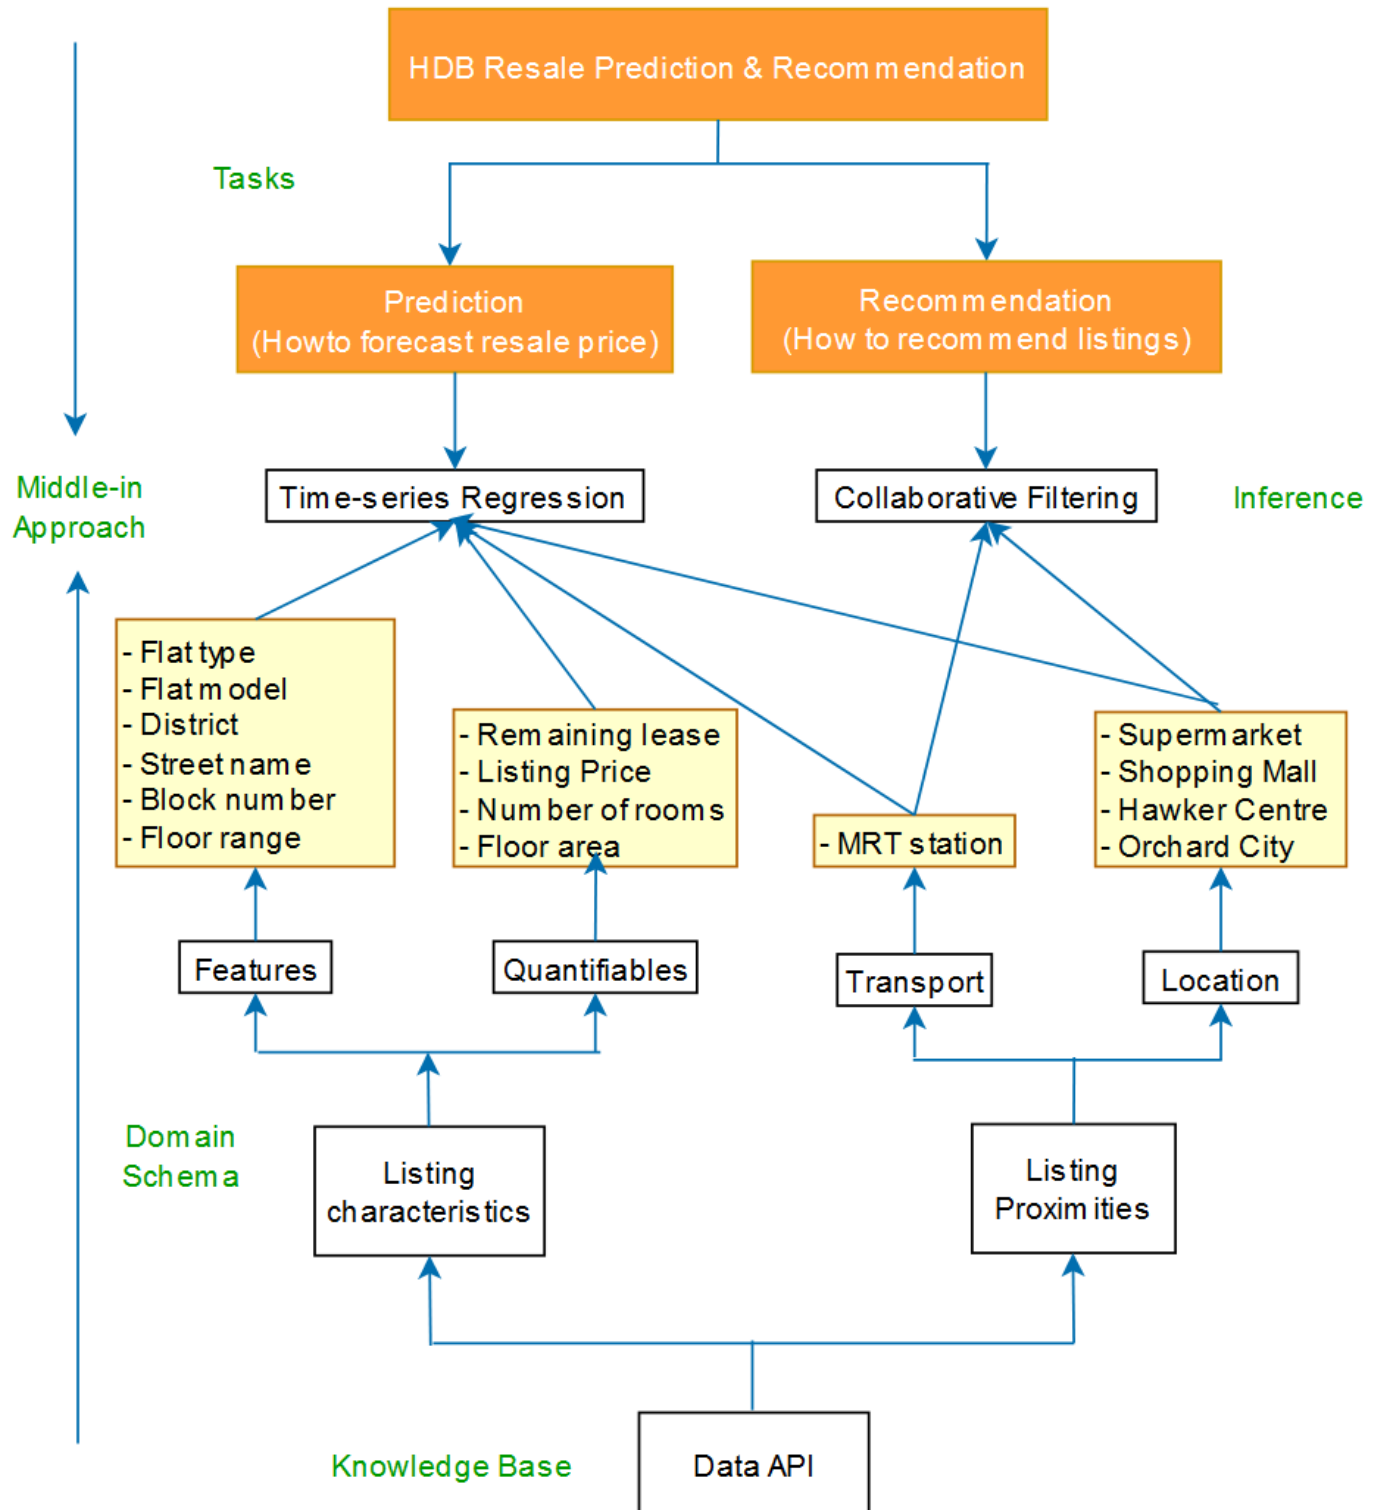 HDB Resale Prediction & Recommendation
Tasks
Prediction
(Howto forecast resale price)
Recommendation
(How to recommend listings)
Middle-in
Approach
Time-series Regression
Collaborative Filtering
Inference
- Flat type
- Flat model
- District
- Street name
- Block number
- Floor range
- Remaining lease
- Listing Price
- Number of rooms
- Floor area
- MRT station
- Supermarket
- Shopping Mall
- Hawker Centre
- Orchard City
Features
Quantifiables
Transport
Location
Domain
Schema
Listing
characteristics
Listing
Proximities
Knowledge Base
Data API